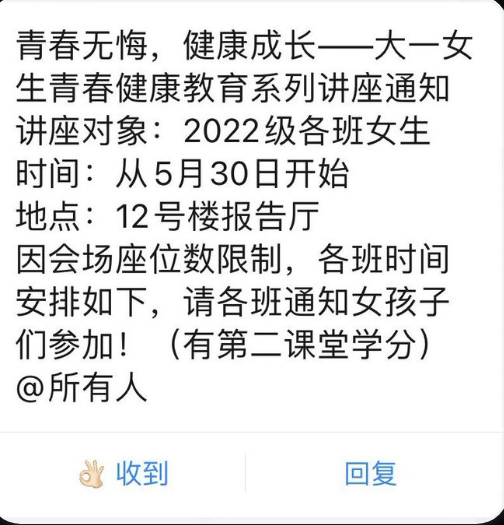 青春无悔，健康成长——大一女
生青春健康教育系列讲座通知
讲座对象：2022级各班女生
时间：从5月30日开始
地点：12号楼报告厅
因会场座位数限制，各班时间
安排如下，请各班通知女孩子
们参加！（有第二课堂学分）
@所有人
👌🏻 收到
回复